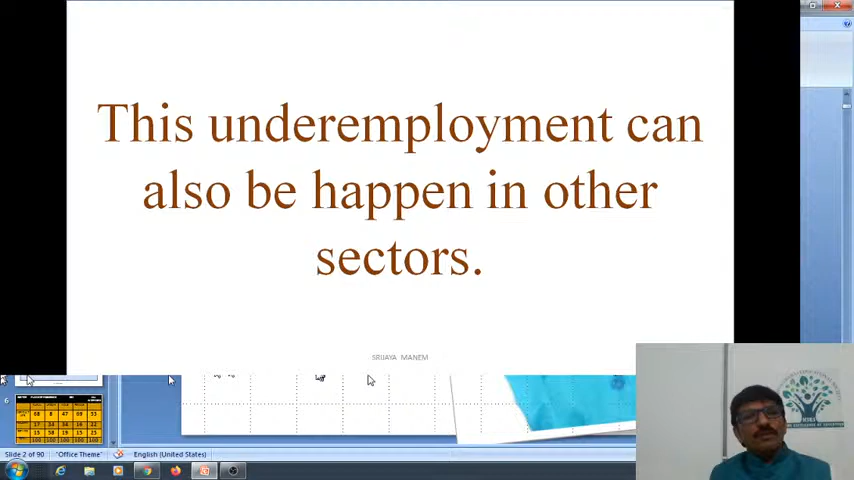 This underemployment can
also be happen in other
sectors.
SRIJAYA MANEM
6
Slide 2 of 90
"Office Theme"
English (United States)